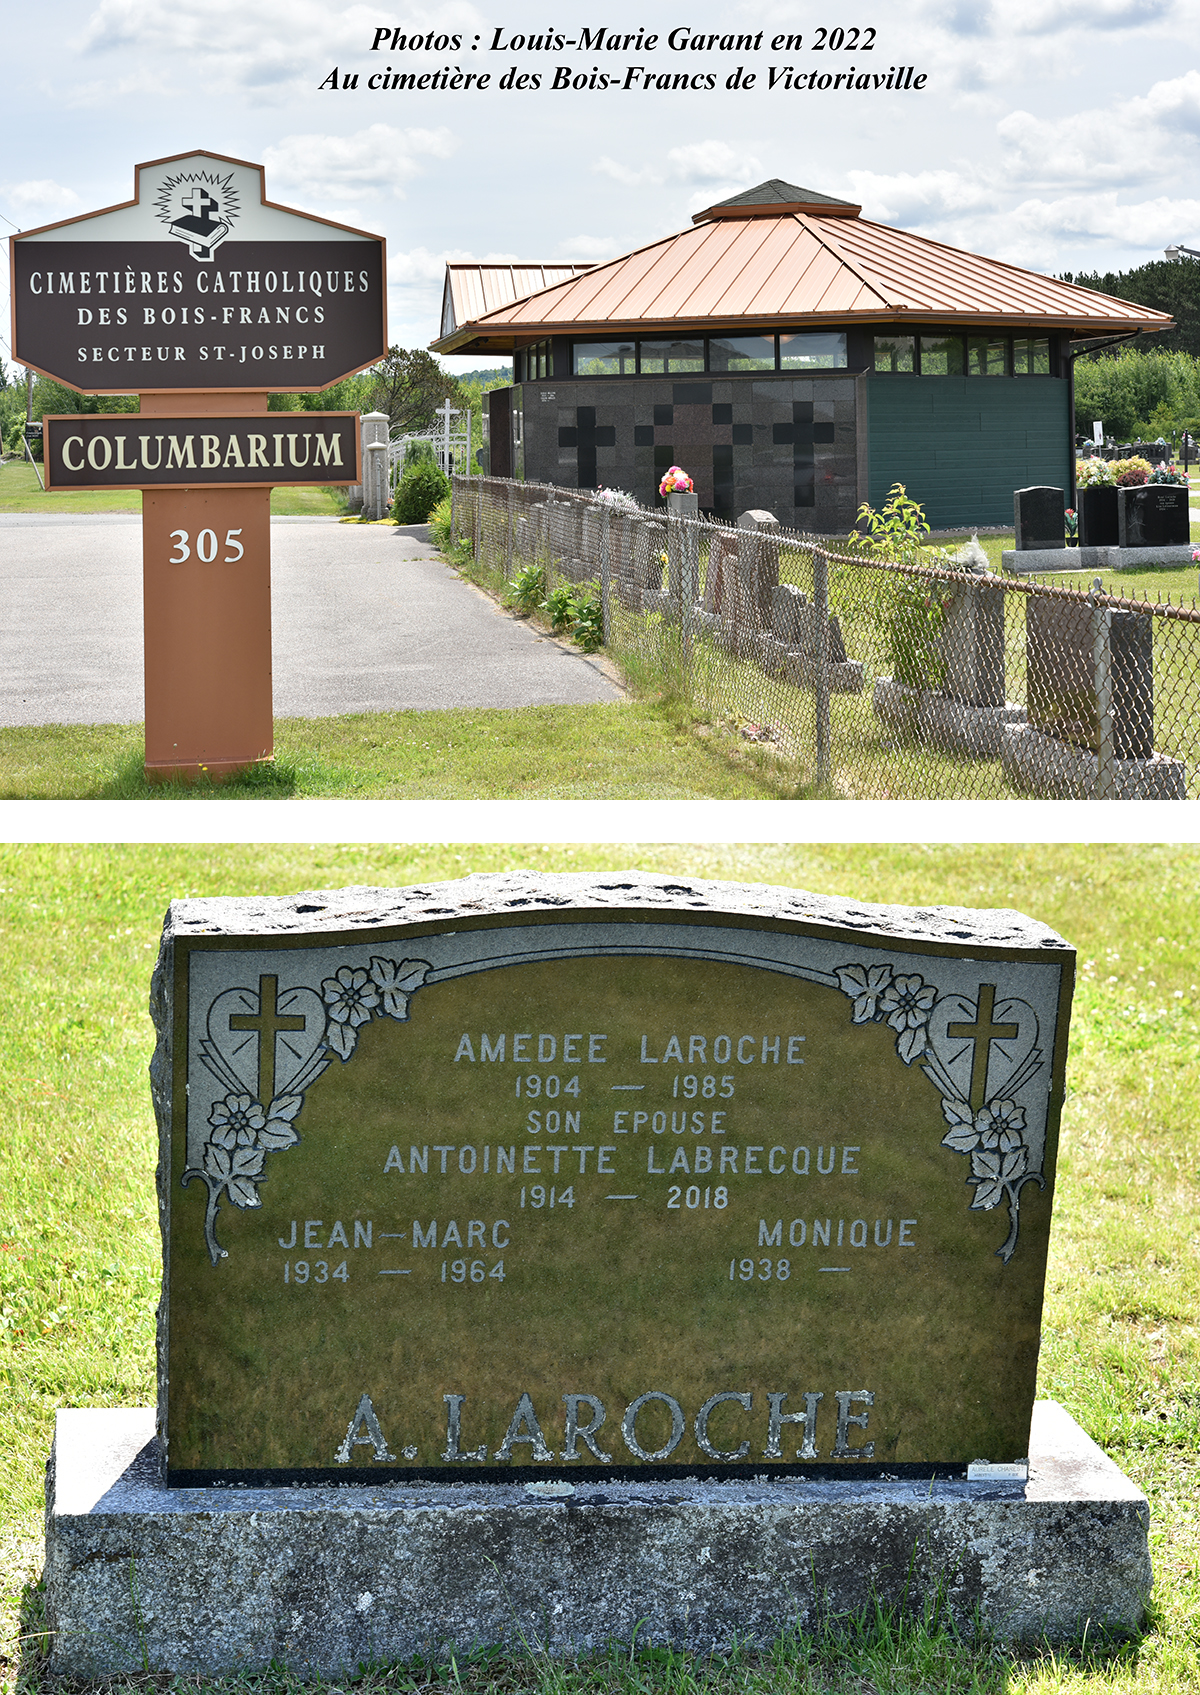 Photos : Louis-Marie Garant en 2022
Au cimetière des Bois-Francs de Victoriaville
CIMETIÈRES CATHOLIQUES
DES BOIS-FRANCS
SECTEUR ST-JOSEPH
COLUMBARIUM
305
AMEDEE LAROCHE
1904 — 1985
SON EPOUSE
ANTOINETTE LABRECQUE
1914 — 2018
JEAN-MARC MONIQUE
1934 — 1964 1938 —
A. LAROCHE